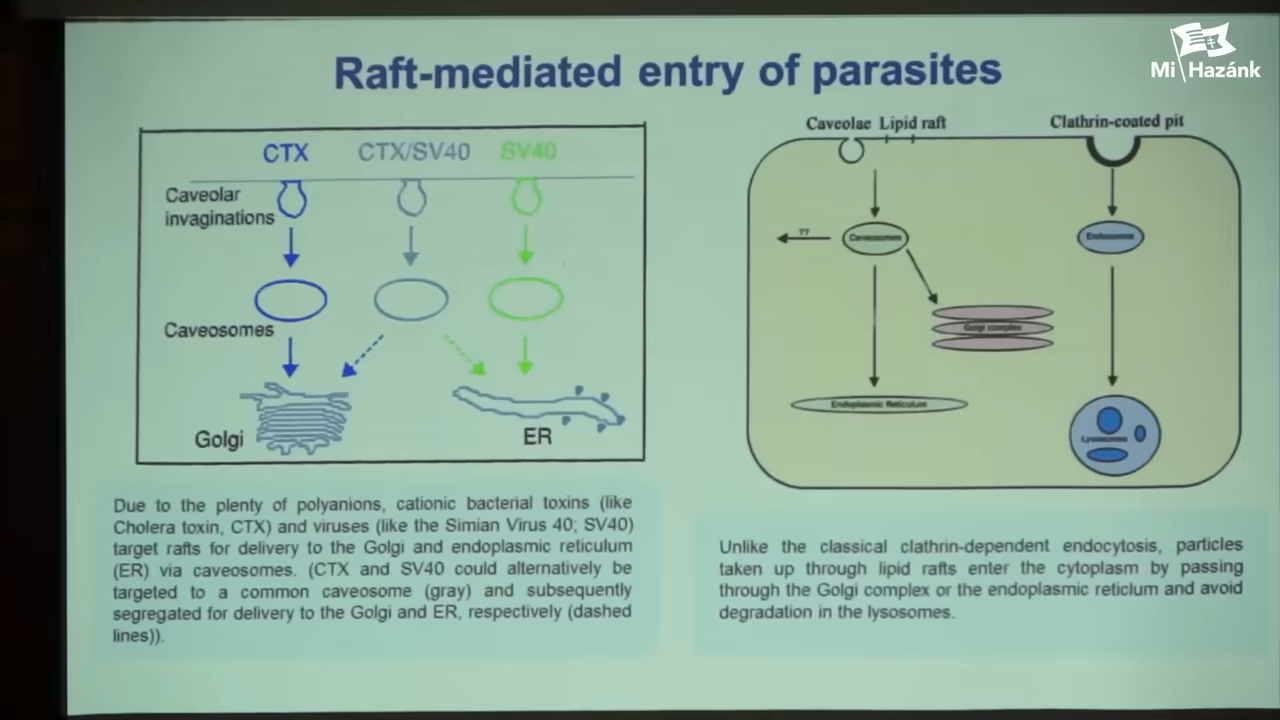 Raft-mediated entry of parasites
Mi Hazánk
CTX
CTX/SV40
SV40
Caveolar
invaginations
Caveosomes
Golgi
ER
Due to the plenty of polyanions, cationic bacterial toxins (like
Cholera toxin, CTX) and viruses (like the Simian Virus 40; SV40)
target rafts for delivery to the Golgi and endoplasmic reticulum
(ER) via caveosomes. (CTX and SV40 could alternatively be
targeted to a common caveosome (gray) and subsequently
segregated for delivery to the Golgi and ER, respectively (dashed
lines)).
Caveolae Lipid raft
Clathrin-coated pit
??
Caveosomes
Endosomes
Golgi complex
Endoplasmic Reticulum
Lysosomes
Unlike the classical clathrin-dependent endocytosis, particles
taken up through lipid rafts enter the cytoplasm by passing
through the Golgi complex or the endoplasmic reticlum and avoid
degradation in the lysosomes.